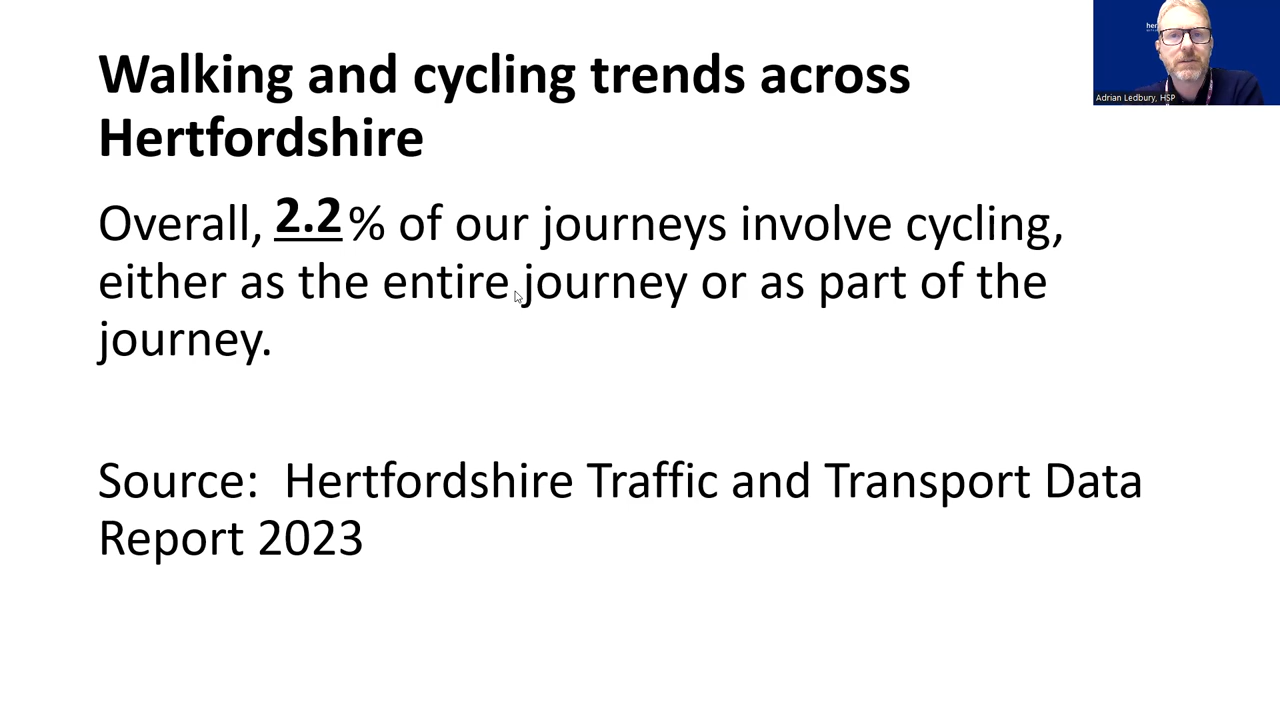 Walking and cycling trends across
Hertfordshire
Overall, 2.2% of our journeys involve cycling,
either as the entire journey or as part of the
journey.
Source: Hertfordshire Traffic and Transport Data
Report 2023
her
Adrian Ledbury, HSP